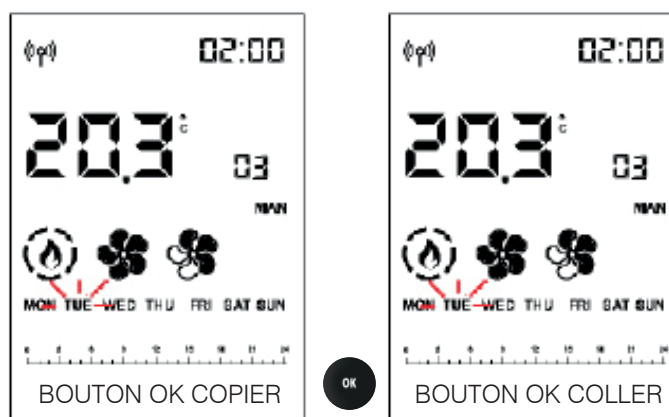 02:00
20.3 °C
03
MAN
MON TUE WED THU FRI SAT SUN
BOUTON OK COPIER
OK
02:00
20.3 °C
03
MAN
MON TUE WED THU FRI SAT SUN
BOUTON OK COLLER